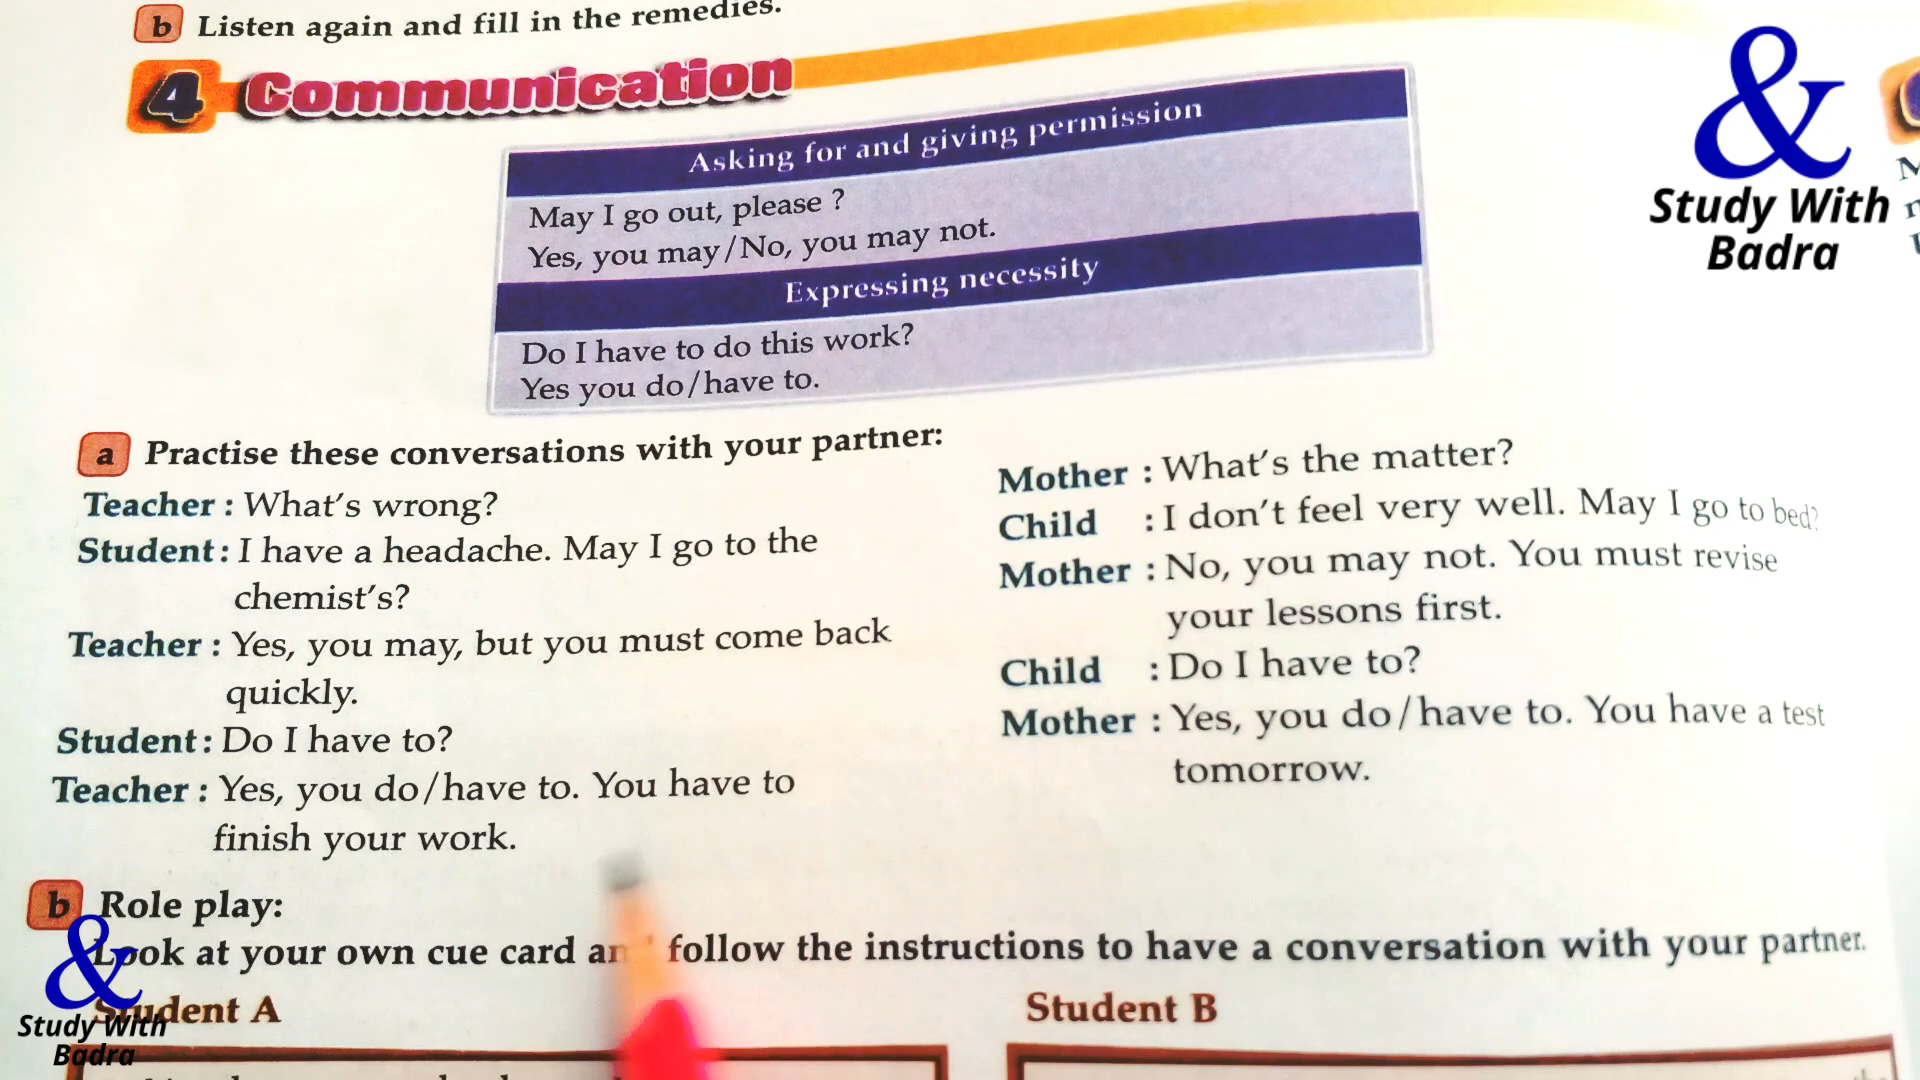 b Listen again and fill in the remedies.
4 Communication
Asking for and giving permission
May I go out, please ?
Yes, you may/No, you may not.
Expressing necessity
Do I have to do this work?
Yes you do/have to.
a Practise these conversations with your partner:
Teacher : What's wrong?
Student : I have a headache. May I go to the
chemist's?
Teacher : Yes, you may, but you must come back
quickly.
Student : Do I have to?
Teacher : Yes, you do/have to. You have to
finish your work.
Mother : What's the matter?
Child : I don't feel very well. May I go to bed?
Mother : No, you may not. You must revise
your lessons first.
Child : Do I have to?
Mother : Yes, you do/have to. You have a test
tomorrow.
b Role play:
Look at your own cue card follow the instructions to have a conversation with your partner.
Student A
Student B
&
Study With
Badra
&
Study With
Badra